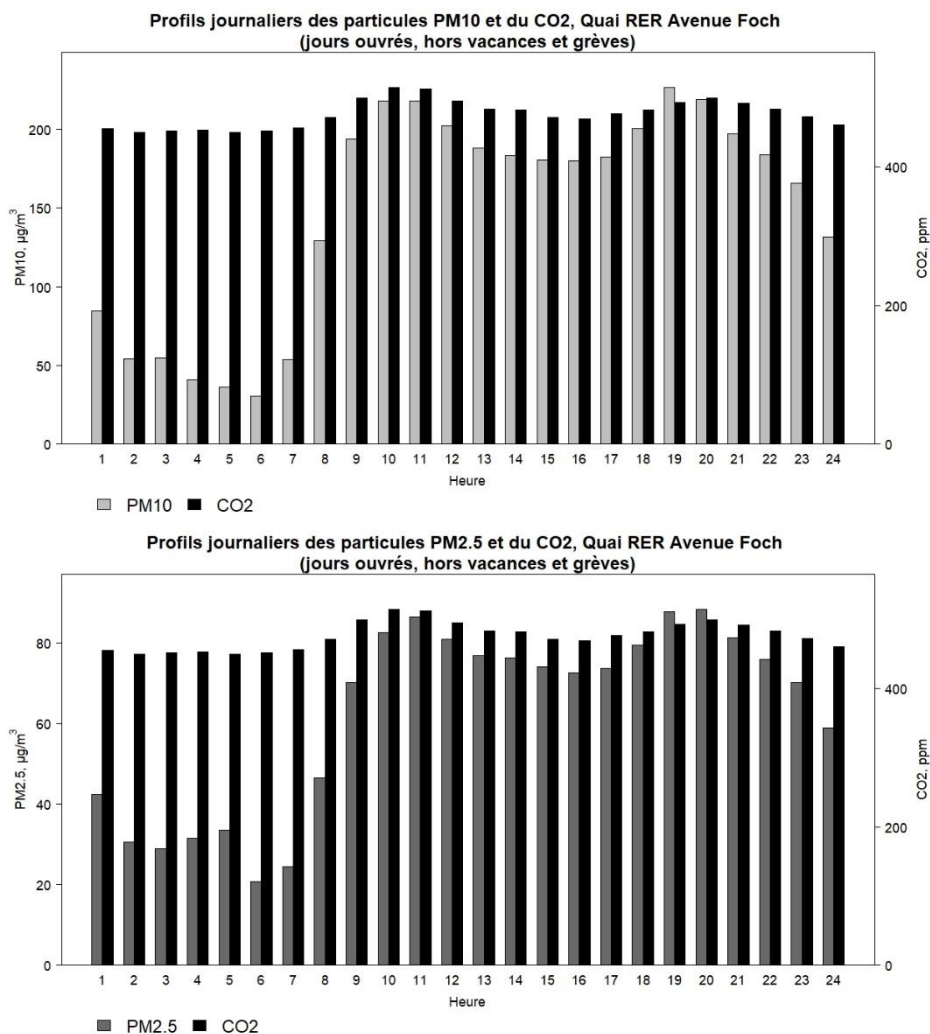 Profils journaliers des particules PM10 et du CO2, Quai RER Avenue Foch
(jours ouvrés, hors vacances et grèves)
200
150
100
50
0
PM10, µg/m³
400
200
0
CO2, ppm
1 2 3 4 5 6 7 8 9 10 11 12 13 14 15 16 17 18 19 20 21 22 23 24
Heure
PM10 CO2
Profils journaliers des particules PM2.5 et du CO2, Quai RER Avenue Foch
(jours ouvrés, hors vacances et grèves)
80
60
40
20
0
PM2.5, µg/m³
400
200
0
CO2, ppm
1 2 3 4 5 6 7 8 9 10 11 12 13 14 15 16 17 18 19 20 21 22 23 24
Heure
PM2.5 CO2